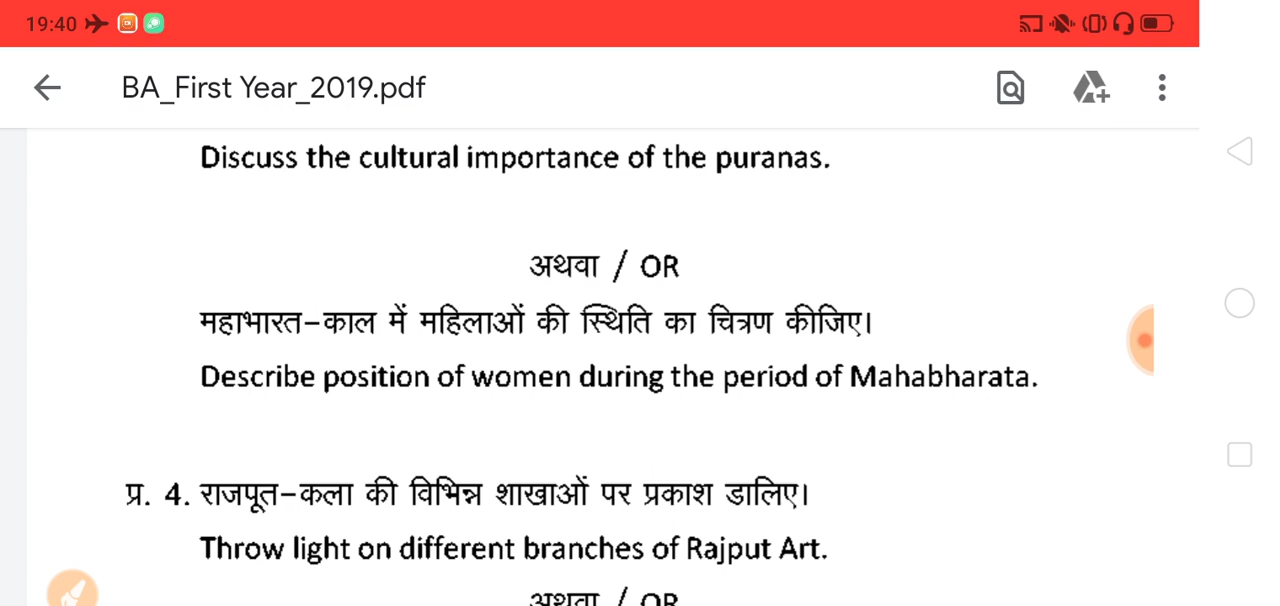 19:40
BA_First Year_2019.pdf
Discuss the cultural importance of the puranas.
अथवा / OR
महाभारत-काल में महिलाओं की स्थिति का चित्रण कीजिए।
Describe position of women during the period of Mahabharata.
प्र. 4. राजपूत-कला की विभिन्न शाखाओं पर प्रकाश डालिए।
Throw light on different branches of Rajput Art.
अथवा / OR